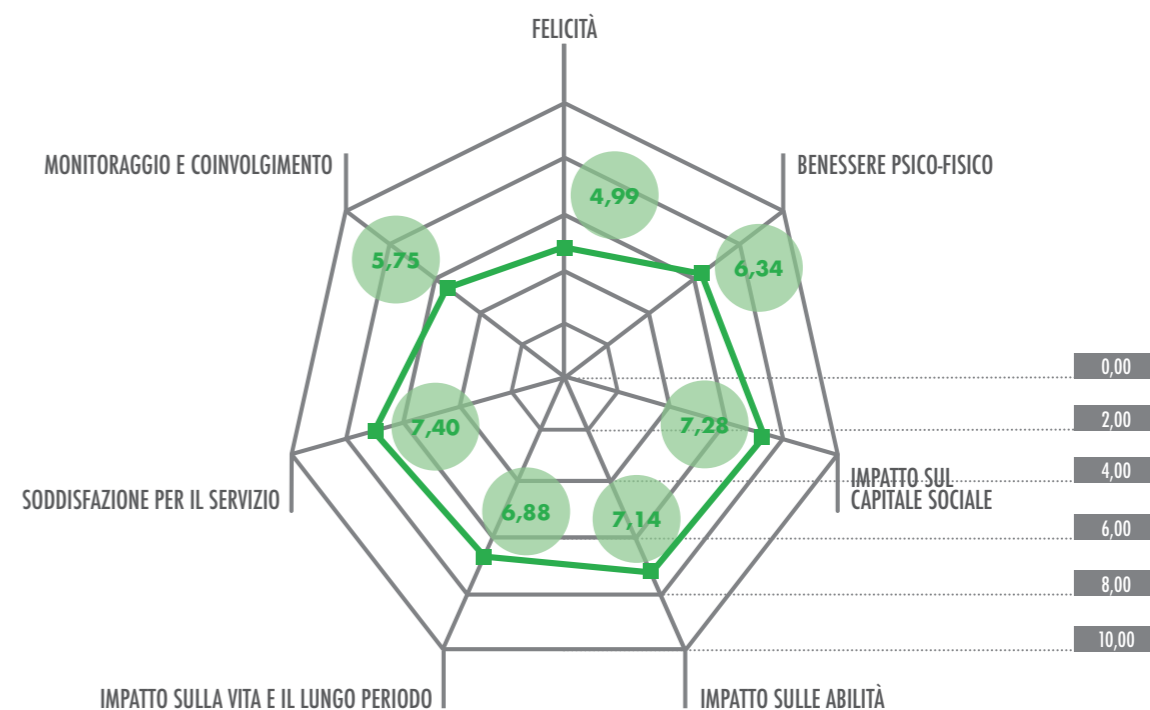 FELICITÀ
MONITORAGGIO E COINVOLGIMENTO
BENESSERE PSICO-FISICO
4,99
5,75
6,34
0,00
2,00
7,40
7,28
4,00
IMPATTO SUL
CAPITALE SOCIALE
SODDISFAZIONE PER IL SERVIZIO
6,88
7,14
6,00
8,00
10,00
IMPATTO SULLA VITA E IL LUNGO PERIODO
IMPATTO SULLE ABILITÀ